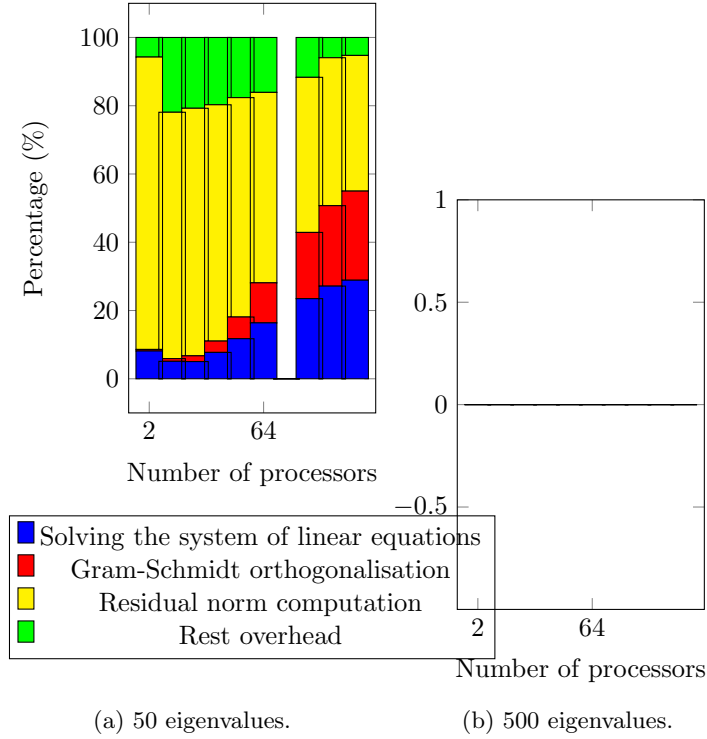 100
80
60
40
20
0
Percentage (%)
2 64
Number of processors
1
0.5
0
−0.5
2 64
Number of processors
Solving the system of linear equations
Gram-Schmidt orthogonalisation
Residual norm computation
Rest overhead
(a) 50 eigenvalues.
(b) 500 eigenvalues.